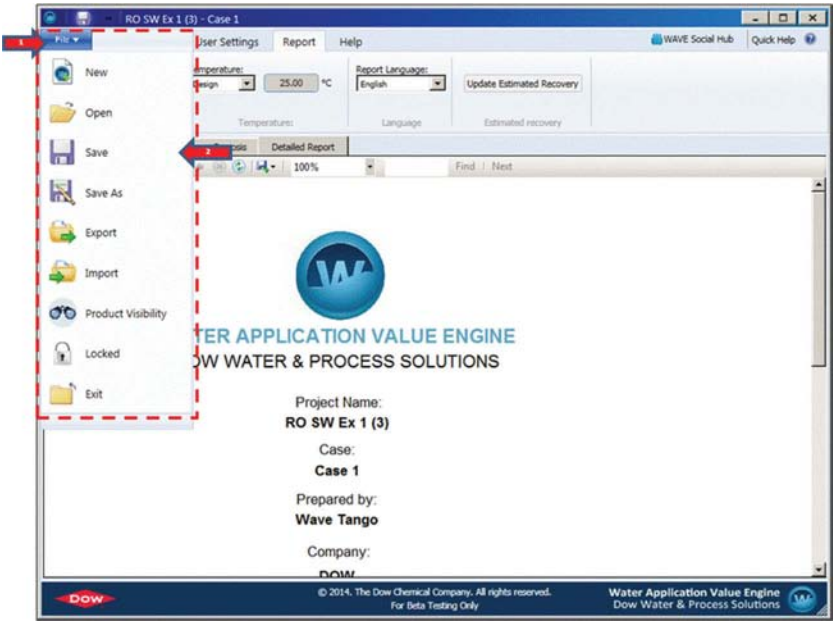 RO SW Ex 1 (3) - Case 1
1 File User Settings Report Help WAVE Social Hub Quick Help
New
Open
2
Save
Save As
Export
Import
Product Visibility
Locked
Exit
Temperature: Report Language:
Design 25.00 °C English Update Estimated Recovery
Temperature: Language Estimated recovery
Detailed Report
100% Find | Next
W
TER APPLICATION VALUE ENGINE
OW WATER & PROCESS SOLUTIONS
Project Name:
RO SW Ex 1 (3)
Case:
Case 1
Prepared by:
Wave Tango
Company:
DOW
Dow
© 2014, The Dow Chemical Company. All rights reserved.
For Beta Testing Only
Water Application Value Engine
Dow Water & Process Solutions
W